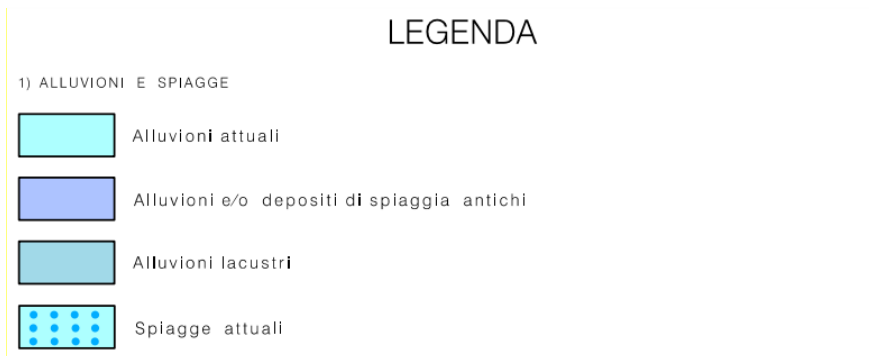 LEGENDA
1) ALLUVIONI E SPIAGGE
Alluvioni attuali
Alluvioni e/o depositi di spiaggia antichi
Alluvioni lacustri
Spiagge attuali